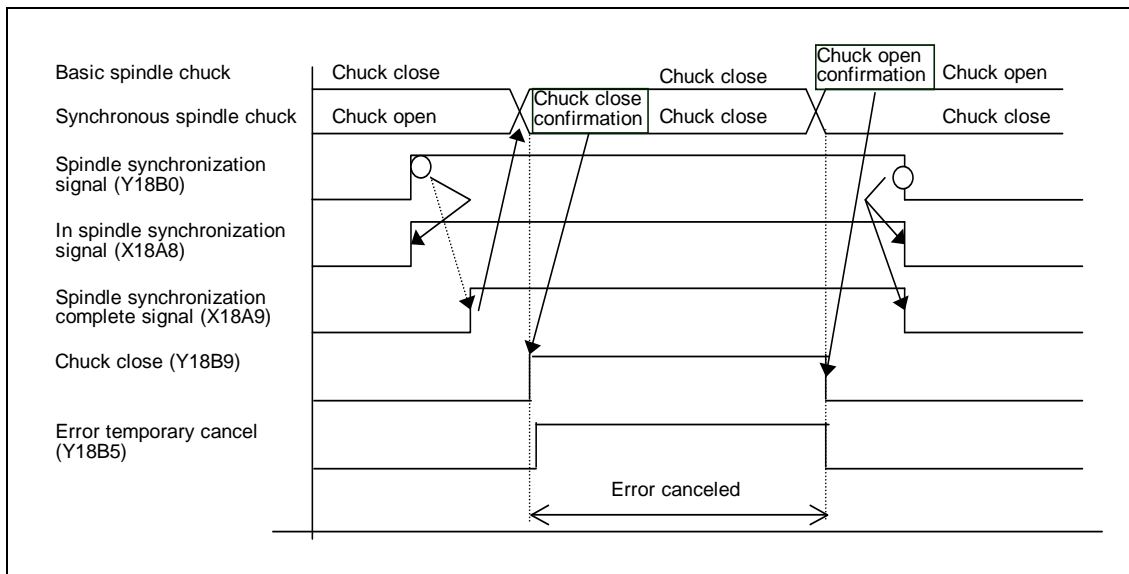 Basic spindle chuck
Chuck close
Chuck close
Chuck open
confirmation
Chuck open
Synchronous spindle chuck
Chuck open
Chuck close
confirmation
Chuck close
Chuck close
Spindle synchronization
signal (Y18B0)
In spindle synchronization
signal (X18A8)
Spindle synchronization
complete signal (X18A9)
Chuck close (Y18B9)
Error temporary cancel
(Y18B5)
Error canceled